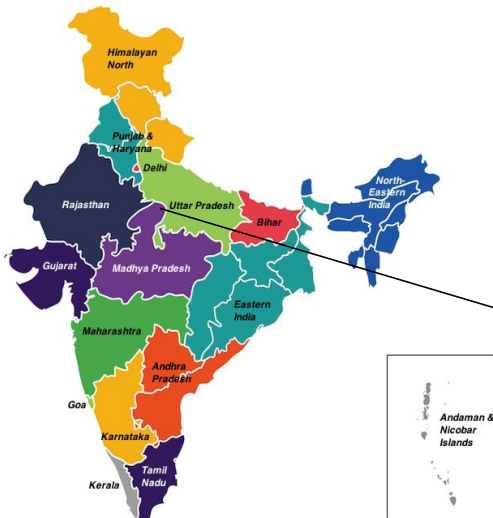 Himalayan
North
Punjab &
Haryana
Delhi
North-
Eastern
India
Rajasthan
Uttar Pradesh
Bihar
Gujarat
Madhya Pradesh
Eastern
India
Maharashtra
Andhra
Pradesh
Goa
Karnataka
Andaman &
Nicobar
Islands
Tamil
Nadu
Kerala